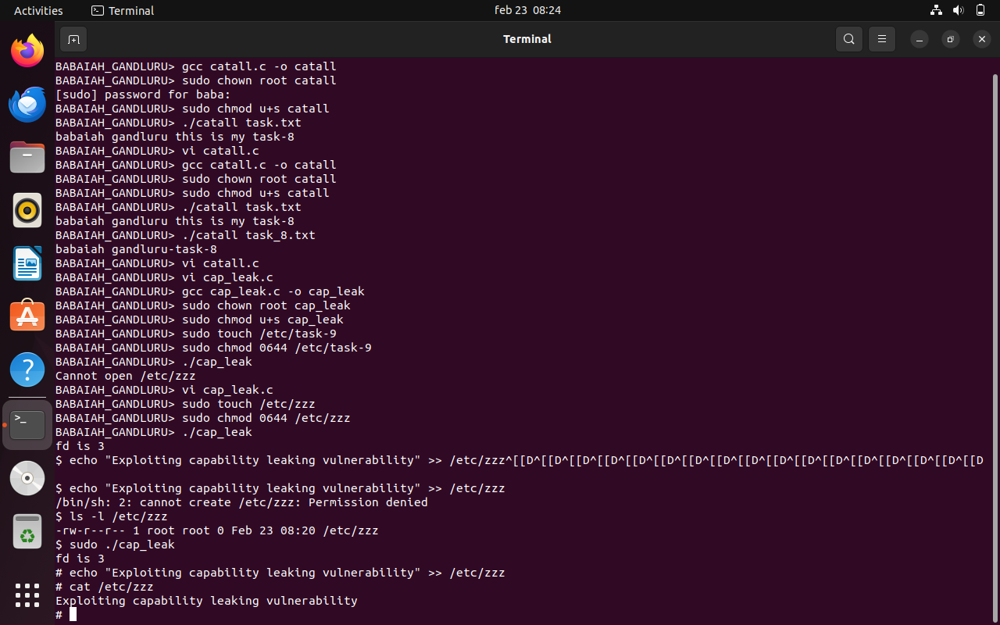 Activities
Terminal
feb 23 08:24
Terminal
BABAIAH_GANDLURU> gcc catall.c -o catall
BABAIAH_GANDLURU> sudo chown root catall
[sudo] password for baba:
BABAIAH_GANDLURU> sudo chmod u+s catall
BABAIAH_GANDLURU> ./catall task.txt
babaiah gandluru this is my task-8
BABAIAH_GANDLURU> vi catall.c
BABAIAH_GANDLURU> gcc catall.c -o catall
BABAIAH_GANDLURU> sudo chown root catall
BABAIAH_GANDLURU> sudo chmod u+s catall
BABAIAH_GANDLURU> ./catall task.txt
babaiah gandluru this is my task-8
BABAIAH_GANDLURU> ./catall task_8.txt
babaiah gandluru-task-8
BABAIAH_GANDLURU> vi catall.c
BABAIAH_GANDLURU> vi cap_leak.c
BABAIAH_GANDLURU> gcc cap_leak.c -o cap_leak
BABAIAH_GANDLURU> sudo chown root cap_leak
BABAIAH_GANDLURU> sudo chmod u+s cap_leak
BABAIAH_GANDLURU> sudo touch /etc/task-9
BABAIAH_GANDLURU> sudo chmod 0644 /etc/task-9
BABAIAH_GANDLURU> ./cap_leak
Cannot open /etc/zzz
BABAIAH_GANDLURU> vi cap_leak.c
BABAIAH_GANDLURU> sudo touch /etc/zzz
BABAIAH_GANDLURU> sudo chmod 0644 /etc/zzz
BABAIAH_GANDLURU> ./cap_leak
fd is 3
$ echo "Exploiting capability leaking vulnerability" >> /etc/zzz^[[D^[[D^[[D^[[D^[[D^[[D^[[D^[[D^[[D^[[D^[[D^[[D^[[D^[[D^[[D^[[D^[[D
$ echo "Exploiting capability leaking vulnerability" >> /etc/zzz
/bin/sh: 2: cannot create /etc/zzz: Permission denied
$ ls -l /etc/zzz
-rw-r--r-- 1 root root 0 Feb 23 08:20 /etc/zzz
$ sudo ./cap_leak
fd is 3
# echo "Exploiting capability leaking vulnerability" >> /etc/zzz
# cat /etc/zzz
Exploiting capability leaking vulnerability
#